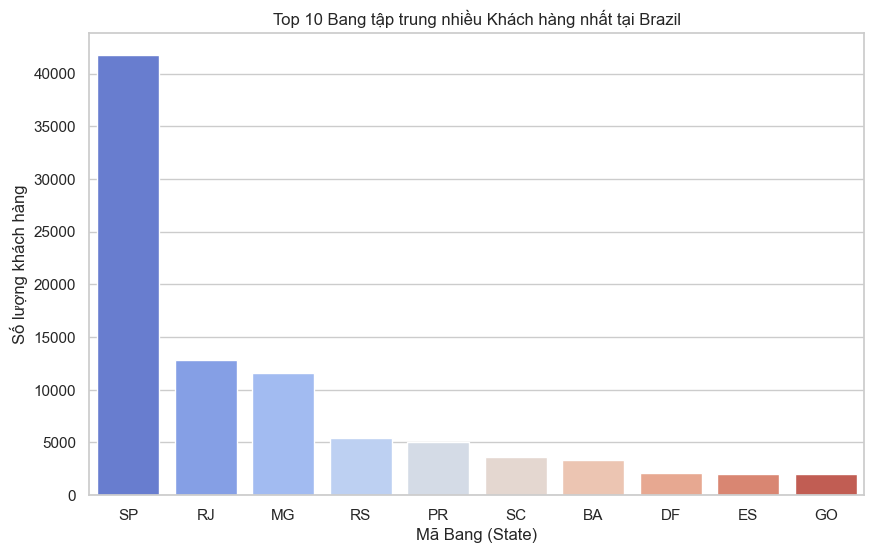 Top 10 Bang tập trung nhiều Khách hàng nhất tại Brazil
Số lượng khách hàng
40000
35000
30000
25000
20000
15000
10000
5000
0
SP RJ MG RS PR SC BA DF ES GO
Mã Bang (State)